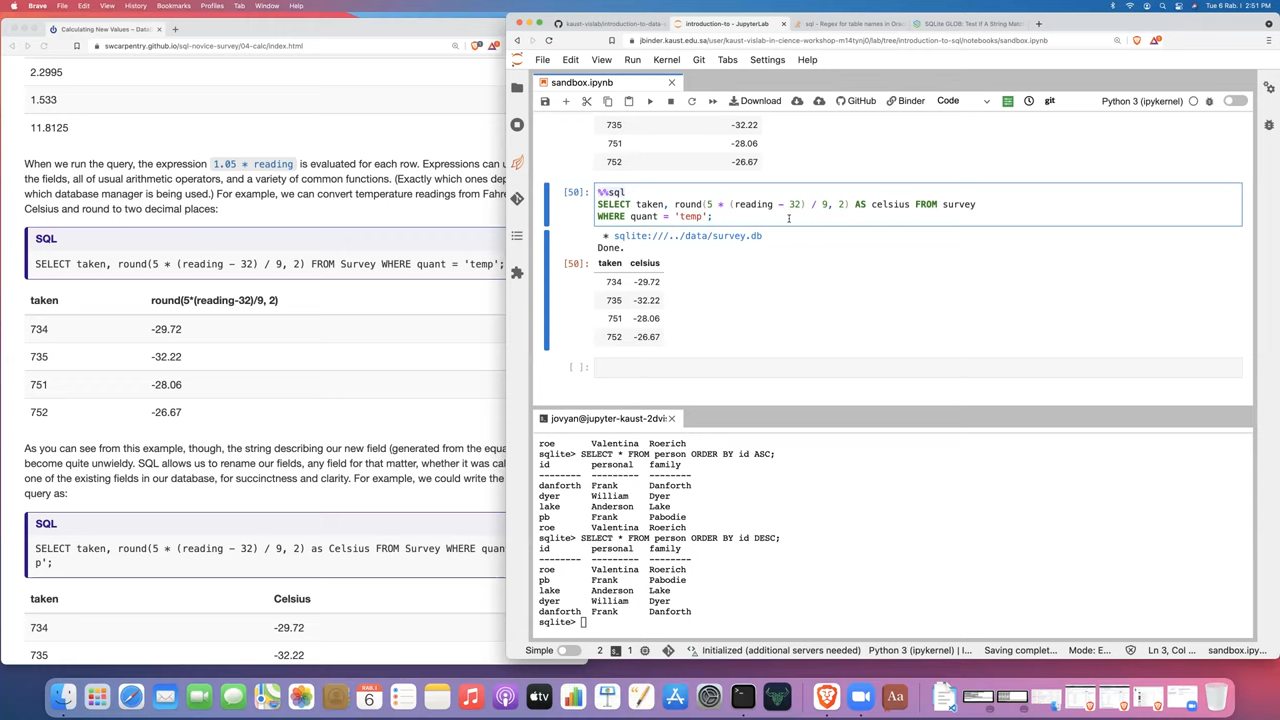 Brave File Edit View History Bookmarks Profiles Tab Window Help
Tue 6 Rab. I 2:51 PM
Calculating New Values – Datab
swcarpentry.github.io/sql-novice-survey/04-calc/index.html
2.2995
1.533
11.8125
When we run the query, the expression 1.05 * reading is evaluated for each row. Expressions can u
the fields, all of usual arithmetic operators, and a variety of common functions. (Exactly which ones dep
which database manager is being used.) For example, we can convert temperature readings from Fahre
Celsius and round to two decimal places:
SQL
SELECT taken, round(5 * (reading - 32) / 9, 2) FROM Survey WHERE quant = 'temp';
taken round(5*(reading-32)/9, 2)
734 -29.72
735 -32.22
751 -28.06
752 -26.67
As you can see from this example, though, the string describing our new field (generated from the equa
become quite unwieldy. SQL allows us to rename our fields, any field for that matter, whether it was cal
one of the existing fields in our database, for succinctness and clarity. For example, we could write the
query as:
SQL
SELECT taken, round(5 * (reading - 32) / 9, 2) as Celsius FROM Survey WHERE quant
p';
taken Celsius
734 -29.72
735 -32.22
kaust-vislab/introduction-to-data-s
introduction-to - JupyterLab
sql - Regex for table names in Orac
SQLite GLOB: Test If A String Match
jbinder.kaust.edu.sa/user/kaust-vislab-in-cience-workshop-m14tynj0/lab/tree/introduction-to-sql/notebooks/sandbox.ipynb
File Edit View Run Kernel Git Tabs Settings Help
sandbox.ipynb
Download GitHub Binder Code git Python 3 (ipykernel)
735 -32.22
751 -28.06
752 -26.67
[50]: %%sql
SELECT taken, round(5 * (reading - 32) / 9, 2) AS celsius FROM survey
WHERE quant = 'temp';
* sqlite:///../data/survey.db
Done.
[50]: taken celsius
734 -29.72
735 -32.22
751 -28.06
752 -26.67
[ ]:
jovyan@jupyter-kaust-2dvis
roe Valentina Roerich
sqlite> SELECT * FROM person ORDER BY id ASC;
id personal family
-------- -------- --------
danforth Frank Danforth
dyer William Dyer
lake Anderson Lake
pb Frank Pabodie
roe Valentina Roerich
sqlite> SELECT * FROM person ORDER BY id DESC;
id personal family
-------- -------- --------
roe Valentina Roerich
pb Frank Pabodie
lake Anderson Lake
dyer William Dyer
danforth Frank Danforth
sqlite>
Simple 2 1 Initialized (additional servers needed) Python 3 (ipykernel) | I... Saving complet... Mode: E... Ln 3, Col ... sandbox.ipy...
RAB. I
6
tv
Aa